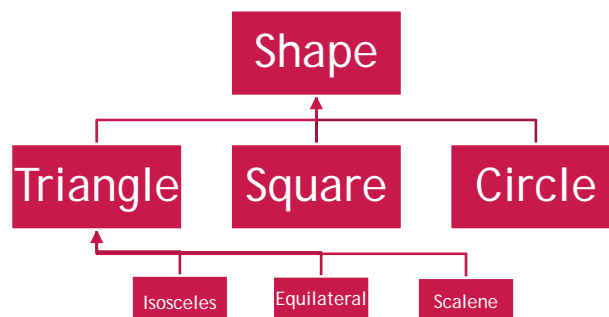 Shape
Triangle
Square
Circle
Isosceles
Equilateral
Scalene